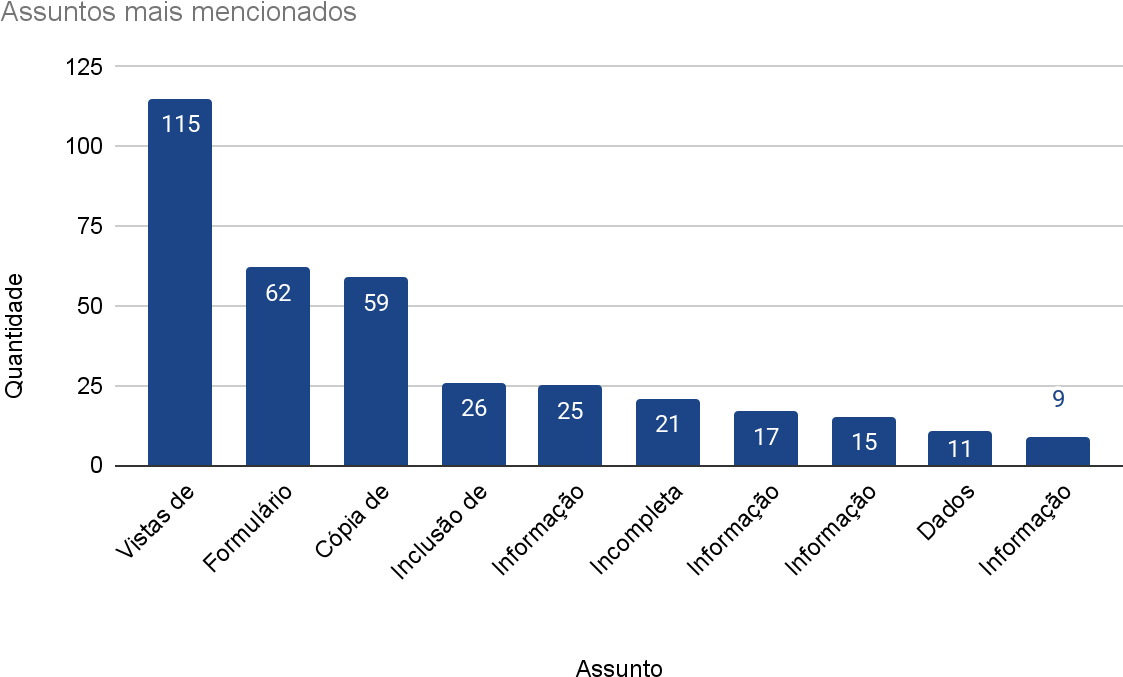 Assuntos mais mencionados
Quantidade
125
100
75
50
25
0
115
62
59
26
25
21
17
15
11
9
Vistas de
Formulário
Cópia de
Inclusão de
Informação
Incompleta
Informação
Informação
Dados
Informação
Assunto